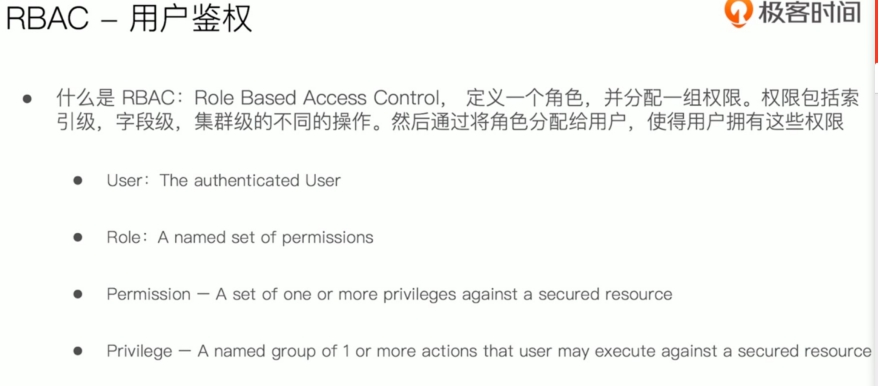 RBAC – 用户鉴权
极客时间
● 什么是 RBAC：Role Based Access Control， 定义一个角色，并分配一组权限。权限包括索
引级，字段级，集群级的不同的操作。然后通过将角色分配给用户，使得用户拥有这些权限
● User：The authenticated User
● Role：A named set of permissions
● Permission — A set of one or more privileges against a secured resource
● Privilege — A named group of 1 or more actions that user may execute against a secured resource